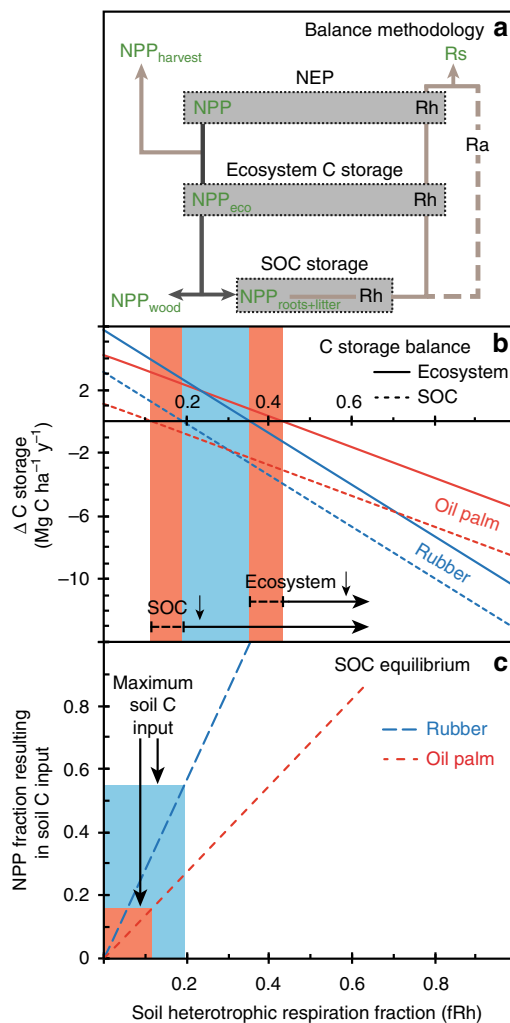 Balance methodology a
NPPharvest
Rs
NEP
NPP
Rh
Ra
Ecosystem C storage
NPPeco
Rh
SOC storage
NPPwood
NPProots+litter
Rh
b
C storage balance
Ecosystem
SOC
2
−2
−6
−10
0.2
0
0.4
0.6
Δ C storage
(Mg C ha−1 y−1)
Oil palm
Rubber
Ecosystem
SOC
c
SOC equilibrium
Maximum
soil C
input
Rubber
Oil palm
0.8
0.6
0.4
0.2
0
NPP fraction resulting
in soil C input
0.2
0.4
0.6
0.8
Soil heterotrophic respiration fraction (fRh)